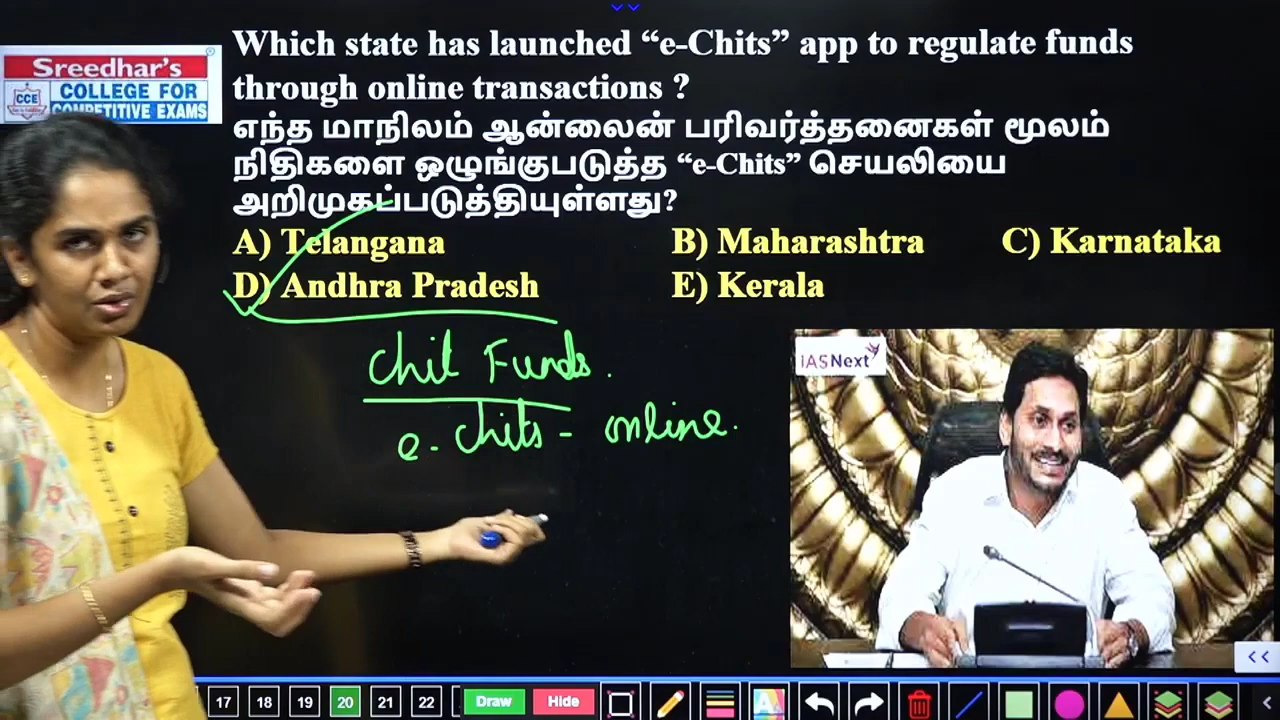 Which state has launched “e-Chits” app to regulate funds
through online transactions ?
எந்த மாநிலம் ஆன்லைன் பரிவர்த்தனைகள் மூலம்
நிதிகளை ஒழுங்குபடுத்த “e-Chits” செயலியை
அறிமுகப்படுத்தியுள்ளது?
A) Telangana B) Maharashtra C) Karnataka
D) Andhra Pradesh E) Kerala
Sreedhar's
CCE
COLLEGE FOR
COMPETITIVE EXAMS
Chit Funds.
e-Chits - online.
iASNext
17 18 19 20 21 22 Draw Hide A